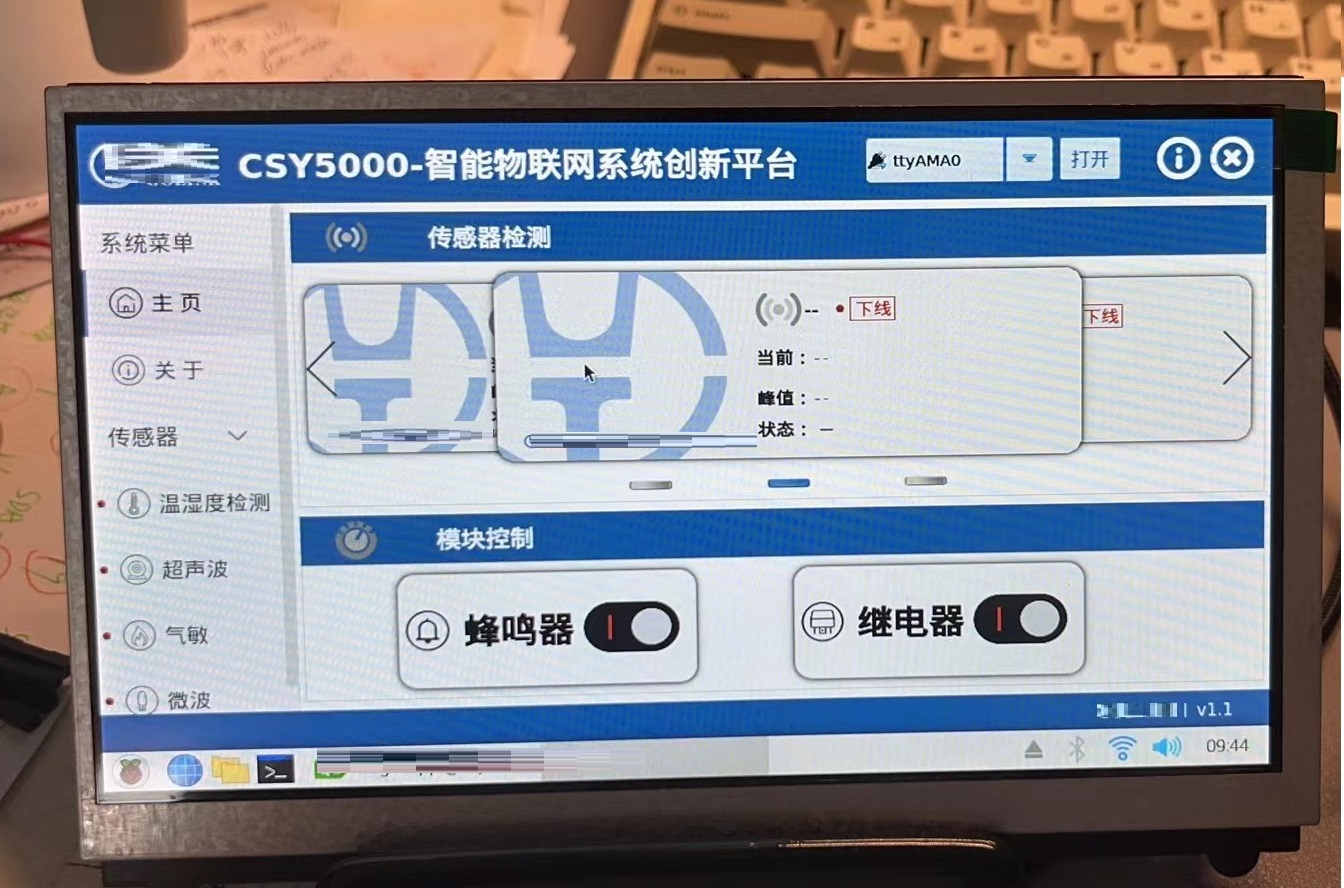 CSY5000-智能物联网系统创新平台
ttyAMA0
打开
系统菜单
主页
关于
传感器
温湿度检测
超声波
气敏
微波
传感器检测
-- 下线
当前：--
峰值：--
状态：—
下线
模块控制
蜂鸣器
继电器
| v1.1
09:44
SDA